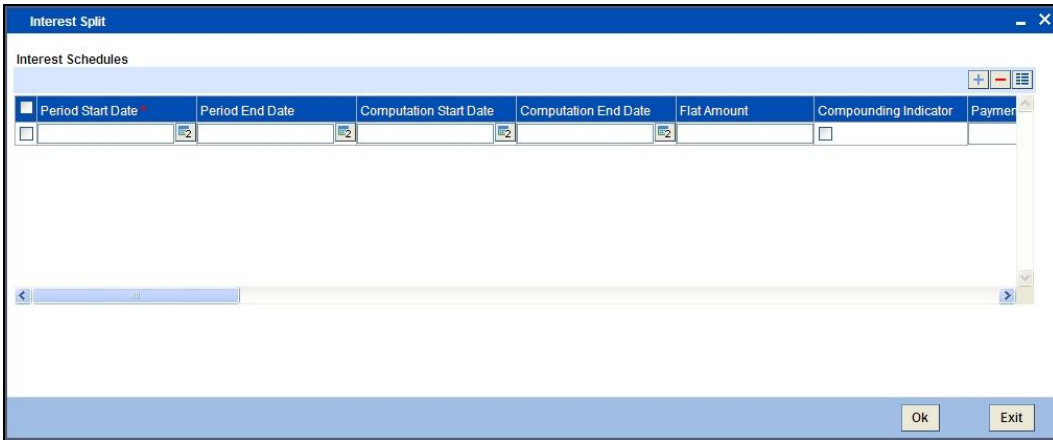 Interest Split
Interest Schedules
Period Start Date * Period End Date Computation Start Date Computation End Date Flat Amount Compounding Indicator Paymen
Ok Exit